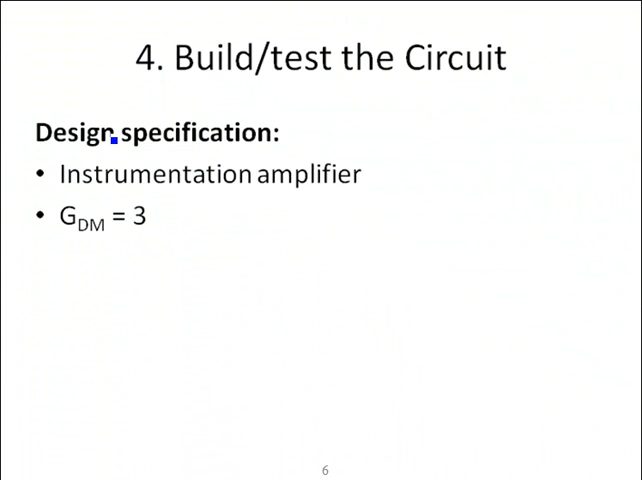 4. Build/test the Circuit
Design specification:
• Instrumentation amplifier
• G_DM = 3
6